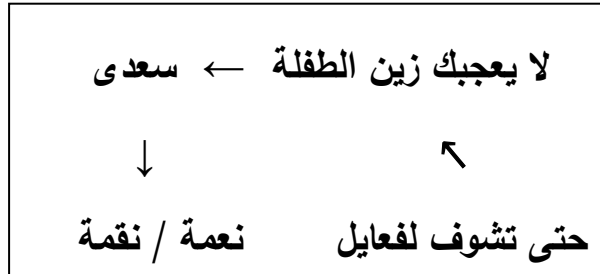 لا يعجبك زين الطفلة ← سعدى
↓ ↖
حتى تشوف لفعايل نعمة / نقمة